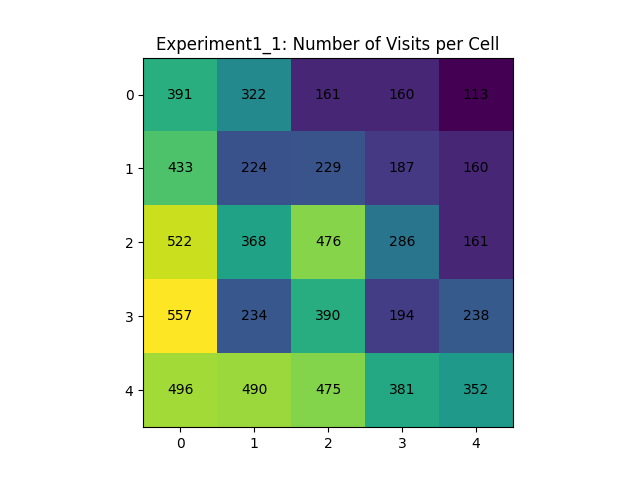 Experiment1_1: Number of Visits per Cell
0 391 322 161 160 113
1 433 224 229 187 160
2 522 368 476 286 161
3 557 234 390 194 238
4 496 490 475 381 352
0 1 2 3 4